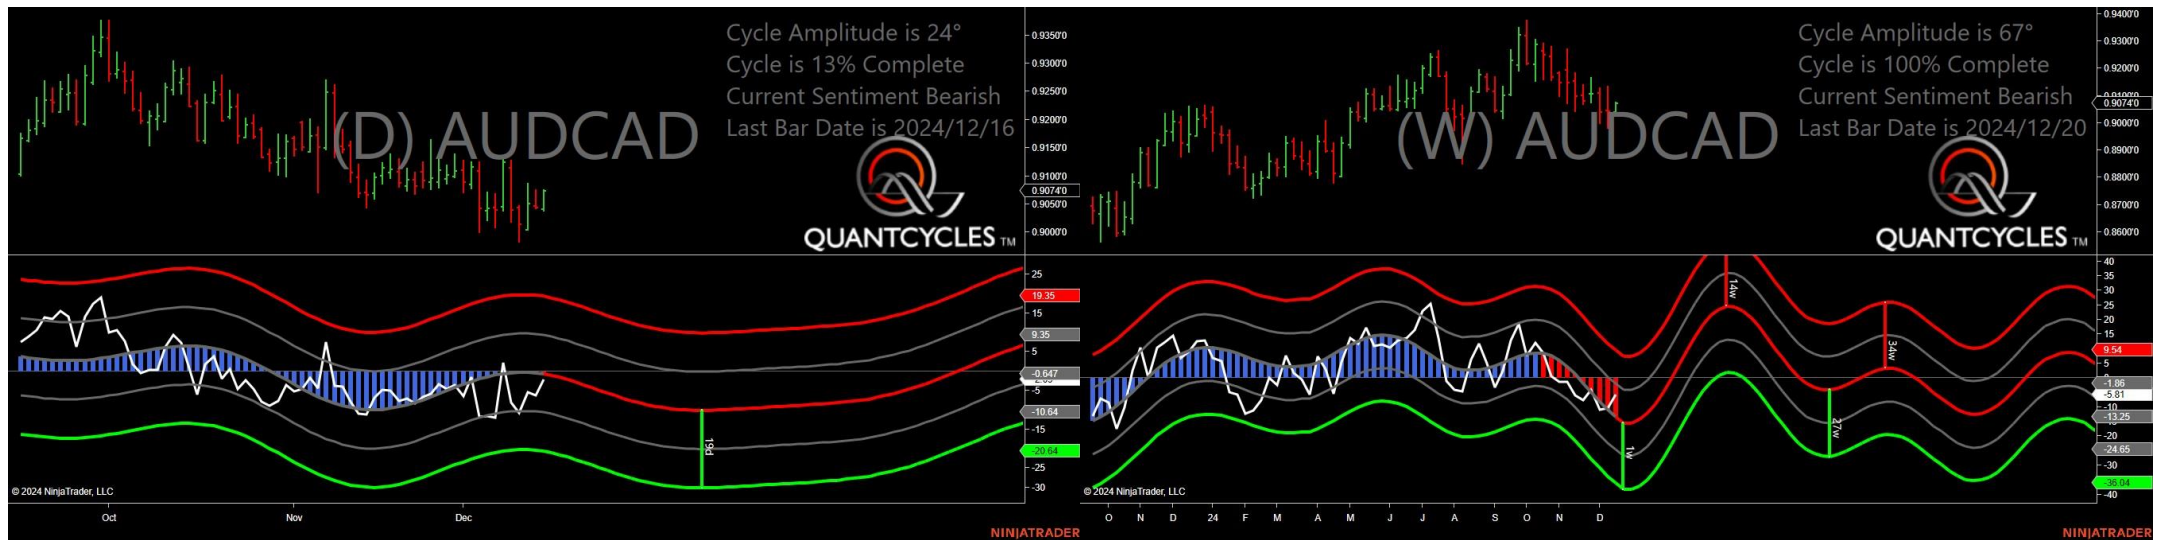 Cycle Amplitude is 24°
Cycle is 13% Complete
Current Sentiment Bearish
Last Bar Date is 2024/12/16
(D) AUDCAD
QUANTCYCLES TM
0.9350'0
0.9300'0
0.9250'0
0.9200'0
0.9150'0
0.9100'0
0.9074'0
0.9050'0
0.9000'0
25
19.35
15
9.35
5
-0.647
-5
-10.64
-15
-20.64
-25
-30
19d
© 2024 NinjaTrader, LLC
Oct Nov Dec
NINJATRADER
Cycle Amplitude is 67°
Cycle is 100% Complete
Current Sentiment Bearish
Last Bar Date is 2024/12/20
(W) AUDCAD
QUANTCYCLES TM
0.9400'0
0.9300'0
0.9200'0
0.9100'0
0.9074'0
0.9000'0
0.8900'0
0.8800'0
0.8700'0
0.8600'0
40
35
30
25
20
15
9.54
5
-1.86
-5.81
-10
-13.25
-20
-24.65
-30
-36.04
-40
14w
34w
27w
1w
© 2024 NinjaTrader, LLC
O N D 24 F M A M J J A S O N D
NINJATRADER